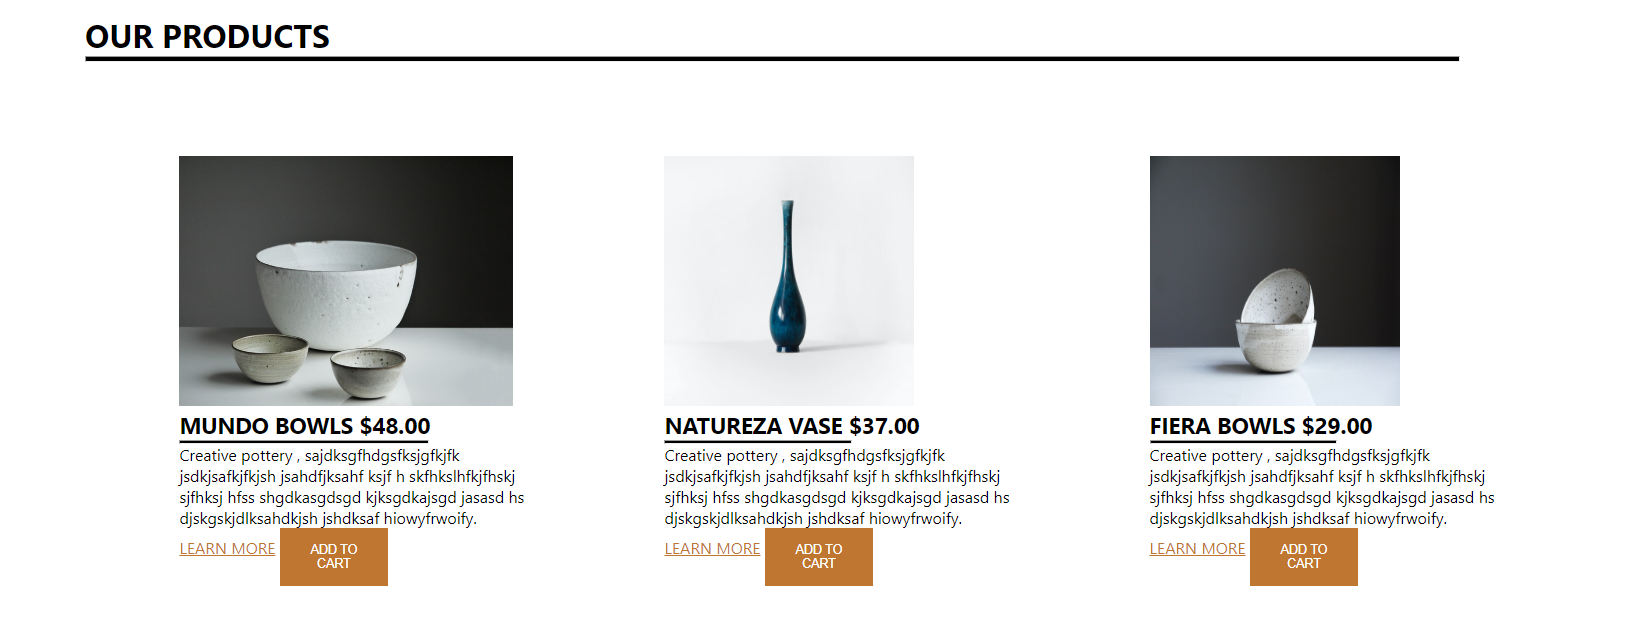 OUR PRODUCTS
MUNDO BOWLS $48.00
Creative pottery , sajdksgfhdgsfksjgfkjfk
jsdkjsafkjfkjsh jsahdfjksahf ksjf h skfhkslhfkjfhskj
sjfhksj hfss shgdkasgdsgd kjksgdkajsgd jasasd hs
djskgskjdlksahdkjsh jshdksaf hiowyfrwoify.
LEARN MORE
ADD TO
CART
NATUREZA VASE $37.00
Creative pottery , sajdksgfhdgsfksjgfkjfk
jsdkjsafkjfkjsh jsahdfjksahf ksjf h skfhkslhfkjfhskj
sjfhksj hfss shgdkasgdsgd kjksgdkajsgd jasasd hs
djskgskjdlksahdkjsh jshdksaf hiowyfrwoify.
LEARN MORE
ADD TO
CART
FIERA BOWLS $29.00
Creative pottery , sajdksgfhdgsfksjgfkjfk
jsdkjsafkjfkjsh jsahdfjksahf ksjf h skfhkslhfkjfhskj
sjfhksj hfss shgdkasgdsgd kjksgdkajsgd jasasd hs
djskgskjdlksahdkjsh jshdksaf hiowyfrwoify.
LEARN MORE
ADD TO
CART